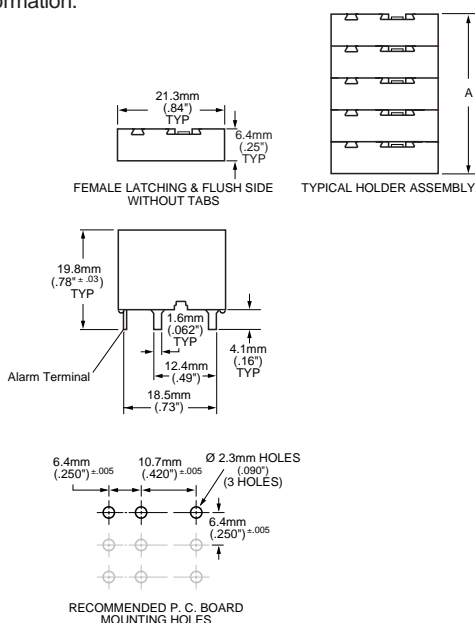 ormation.
21.3mm
(.84")
TYP
6.4mm
(.25")
TYP
FEMALE LATCHING & FLUSH SIDE
WITHOUT TABS
A
TYPICAL HOLDER ASSEMBLY
19.8mm
(.78" ± .03)
TYP
1.6mm
(.062")
TYP
4.1mm
(.16")
TYP
Alarm Terminal
12.4mm
(.49")
18.5mm
(.73")
6.4mm
(.250") ±.005
10.7mm
(.420") ±.005
Ø 2.3mm HOLES
(.090")
(3 HOLES)
6.4mm
(.250") ±.005
RECOMMENDED P. C. BOARD
MOUNTING HOLES